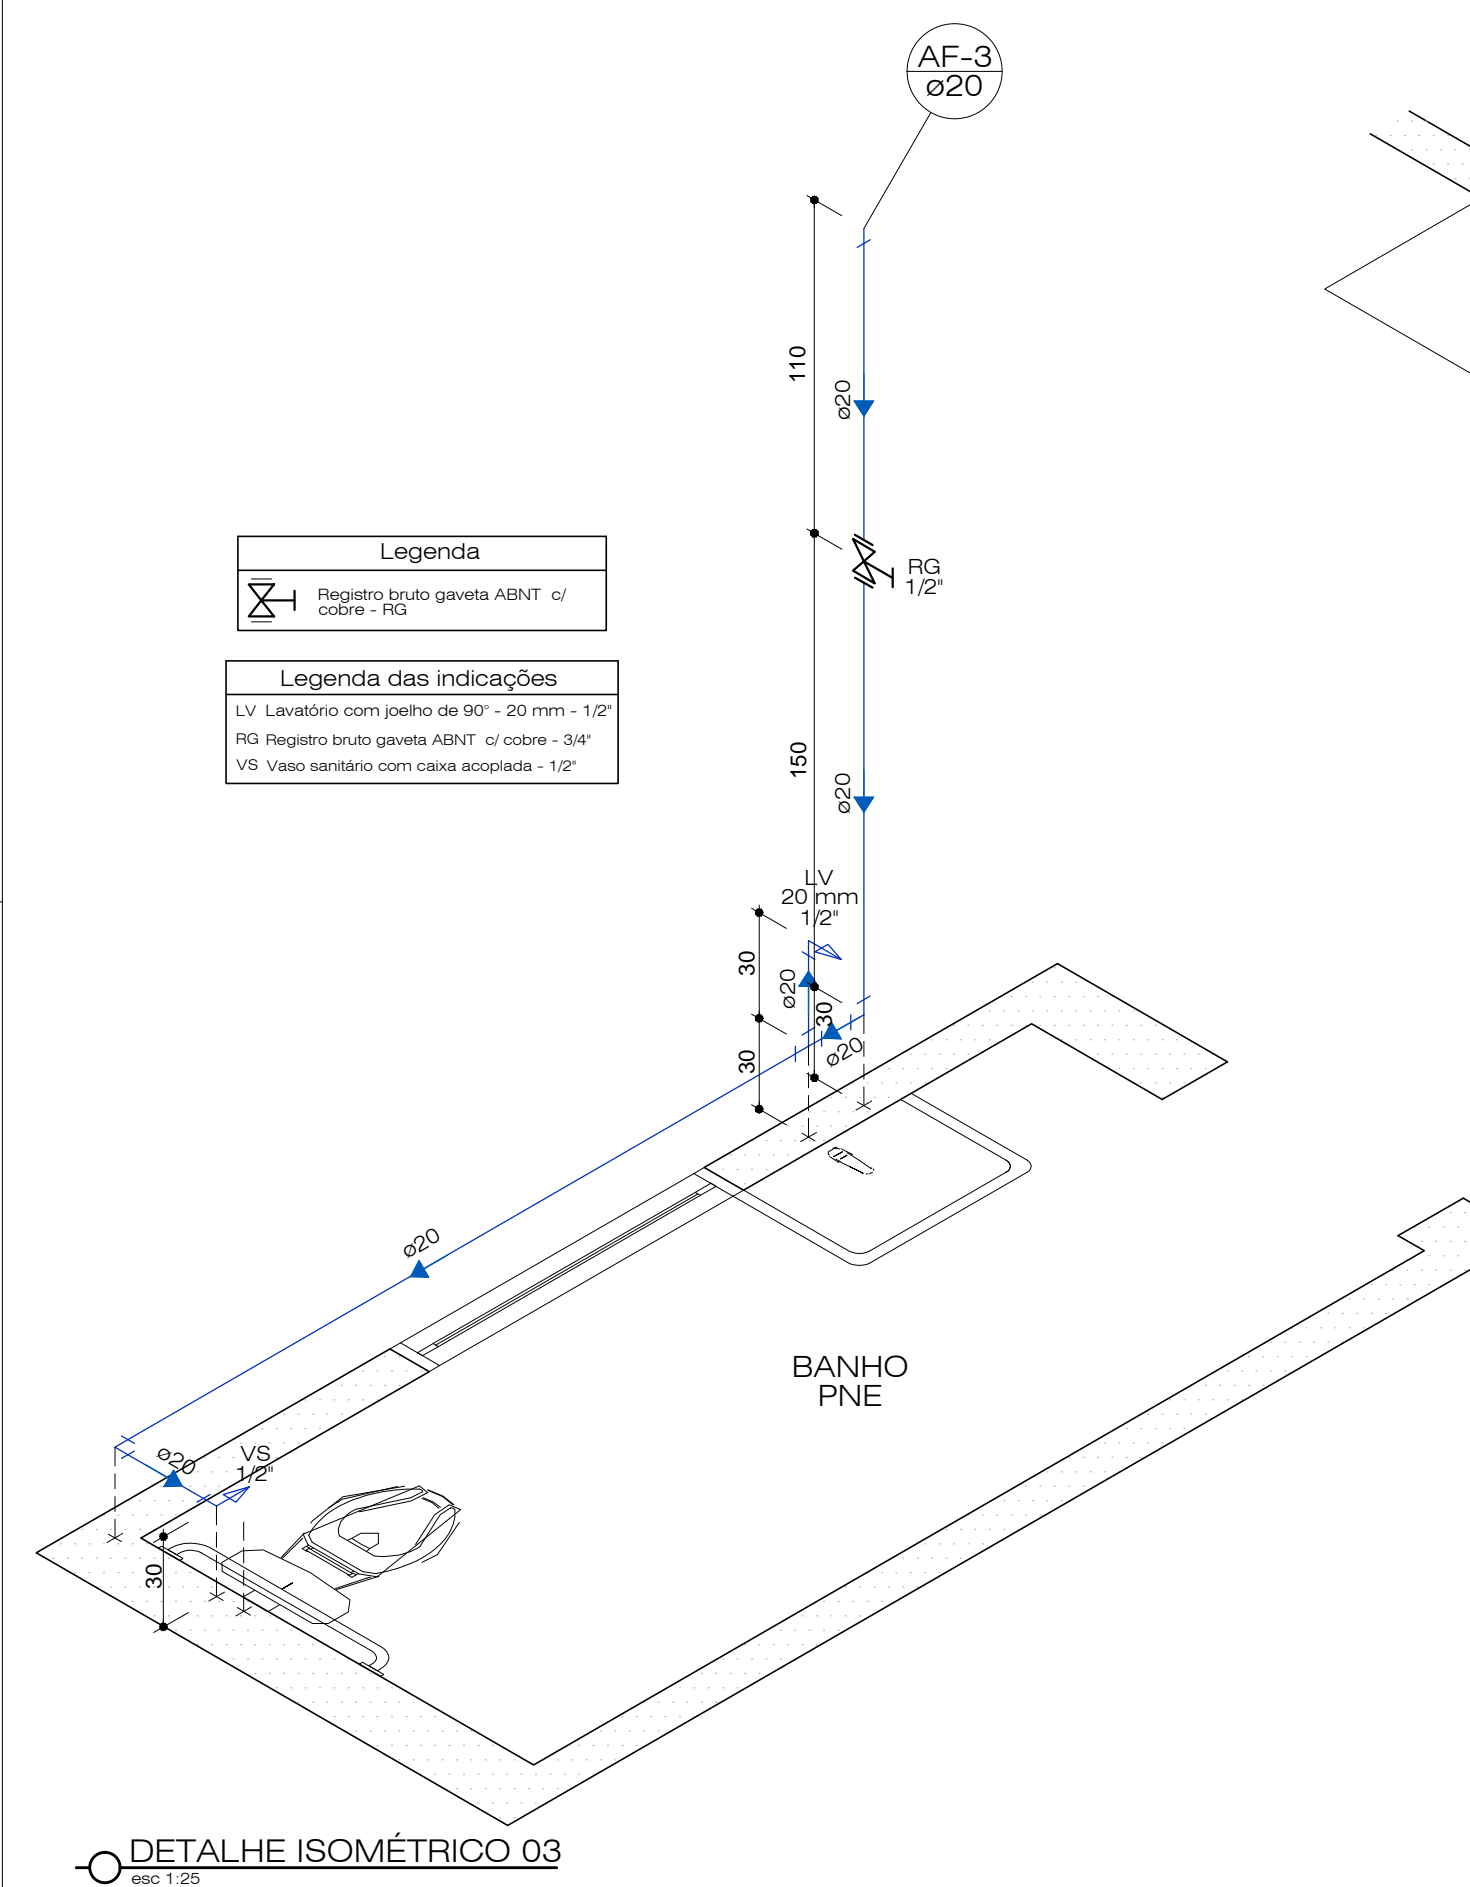 AF-3
ø20
110
ø20
RG
1/2"
Legenda
Registro bruto gaveta ABNT c/
cobre - RG
Legenda das indicações
LV Lavatório com joelho de 90° - 20 mm - 1/2"
RG Registro bruto gaveta ABNT c/ cobre - 3/4"
VS Vaso sanitário com caixa acoplada - 1/2"
150
ø20
LV
20 mm
1/2"
30
ø20
30
30
ø20
ø20
BANHO
PNE
ø20
VS
1/2"
30
DETALHE ISOMÉTRICO 03
esc 1:25